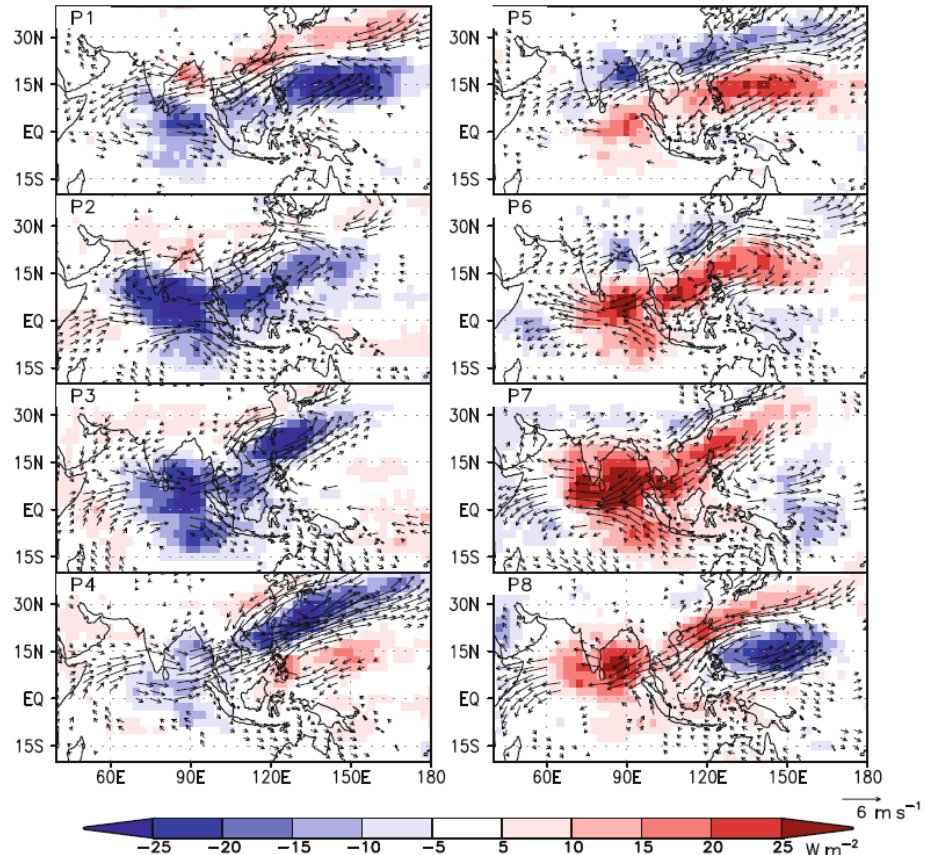 P1
P5
30N
30N
15N
15N
EQ
EQ
15S
15S
P2
P6
30N
30N
15N
15N
EQ
EQ
15S
15S
P3
P7
30N
30N
15N
15N
EQ
EQ
15S
15S
P4
P8
30N
30N
15N
15N
EQ
EQ
15S
15S
60E 90E 120E 150E 180
60E 90E 120E 150E 180
6 m s⁻¹
−25 −20 −15 −10 −5 5 10 15 20 25 W m⁻²